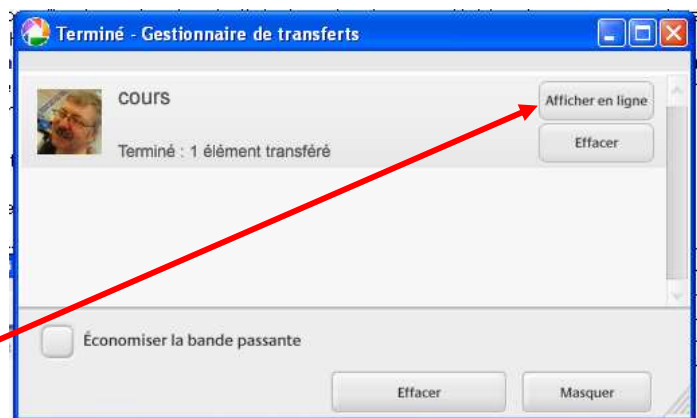 Terminé - Gestionnaire de transferts
cours
Afficher en ligne
Terminé : 1 élément transféré
Effacer
Économiser la bande passante
Effacer
Masquer